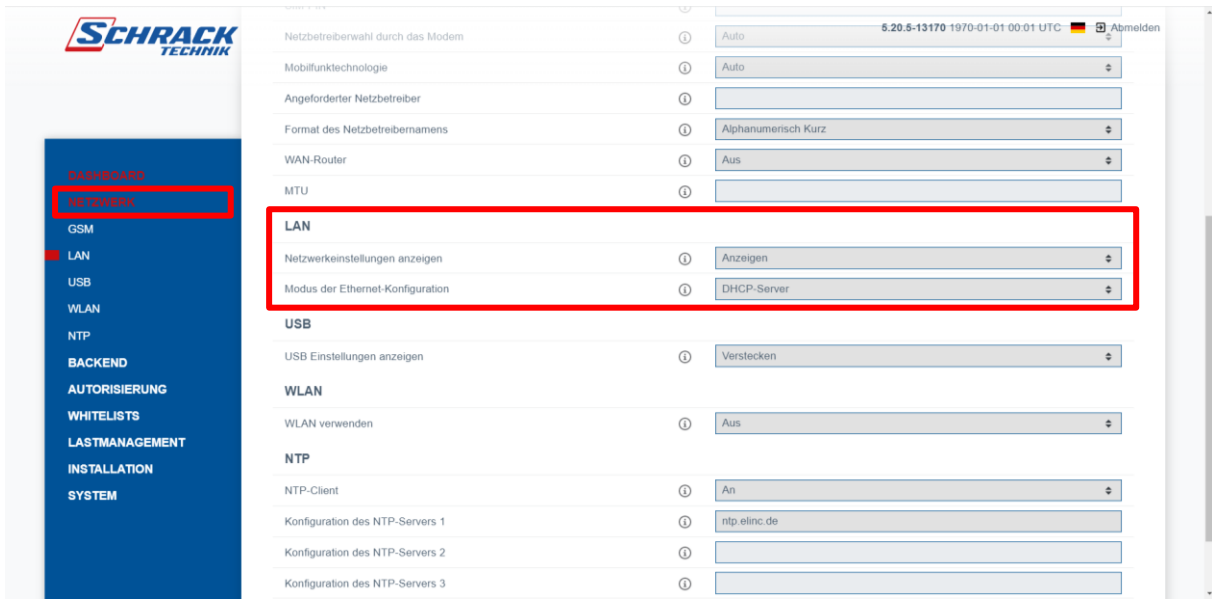 SCHRACK
TECHNIK
5.20.5-13170 1970-01-01 00:01 UTC Abmelden
DASHBOARD
NETZWERK
GSM
LAN
USB
WLAN
NTP
BACKEND
AUTORISIERUNG
WHITELISTS
LASTMANAGEMENT
INSTALLATION
SYSTEM
Netzbetreiberwahl durch das Modem Auto
Mobilfunktechnologie Auto
Angeforderter Netzbetreiber
Format des Netzbetreibernamens Alphanumerisch Kurz
WAN-Router Aus
MTU
LAN
Netzwerkeinstellungen anzeigen Anzeigen
Modus der Ethernet-Konfiguration DHCP-Server
USB
USB Einstellungen anzeigen Verstecken
WLAN
WLAN verwenden Aus
NTP
NTP-Client An
Konfiguration des NTP-Servers 1 ntp.elinc.de
Konfiguration des NTP-Servers 2
Konfiguration des NTP-Servers 3